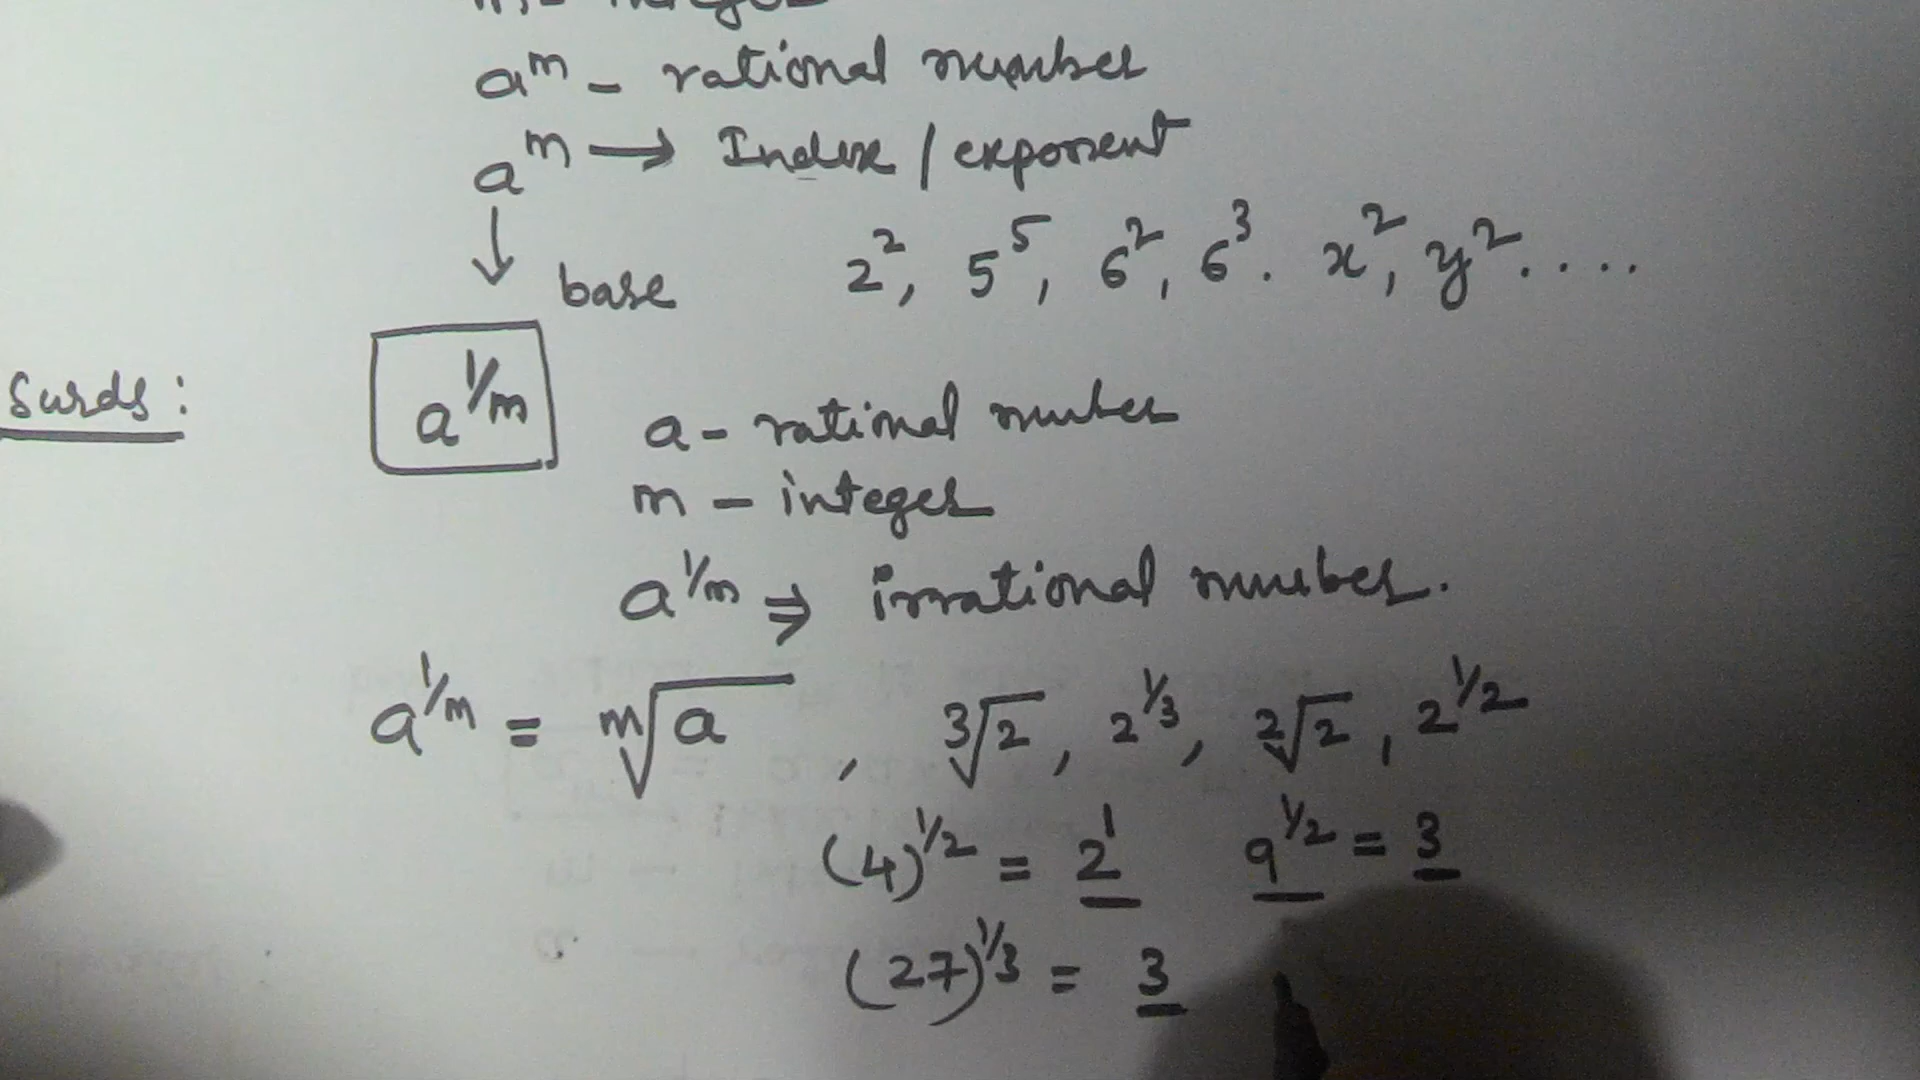 a^m - rational number
a^m → Index / exponent
↓ base 2^2, 5^5, 6^2, 6^3. x^2, y^2.....
Surds: a^1/m a - rational number
m - integer
a^1/m ⇒ irrational number.
a^1/m = m√a , 3√2, 2^1/3, 2√2, 2^1/2
(4)^1/2 = 2^1 9^1/2 = 3
(27)^1/3 = 3